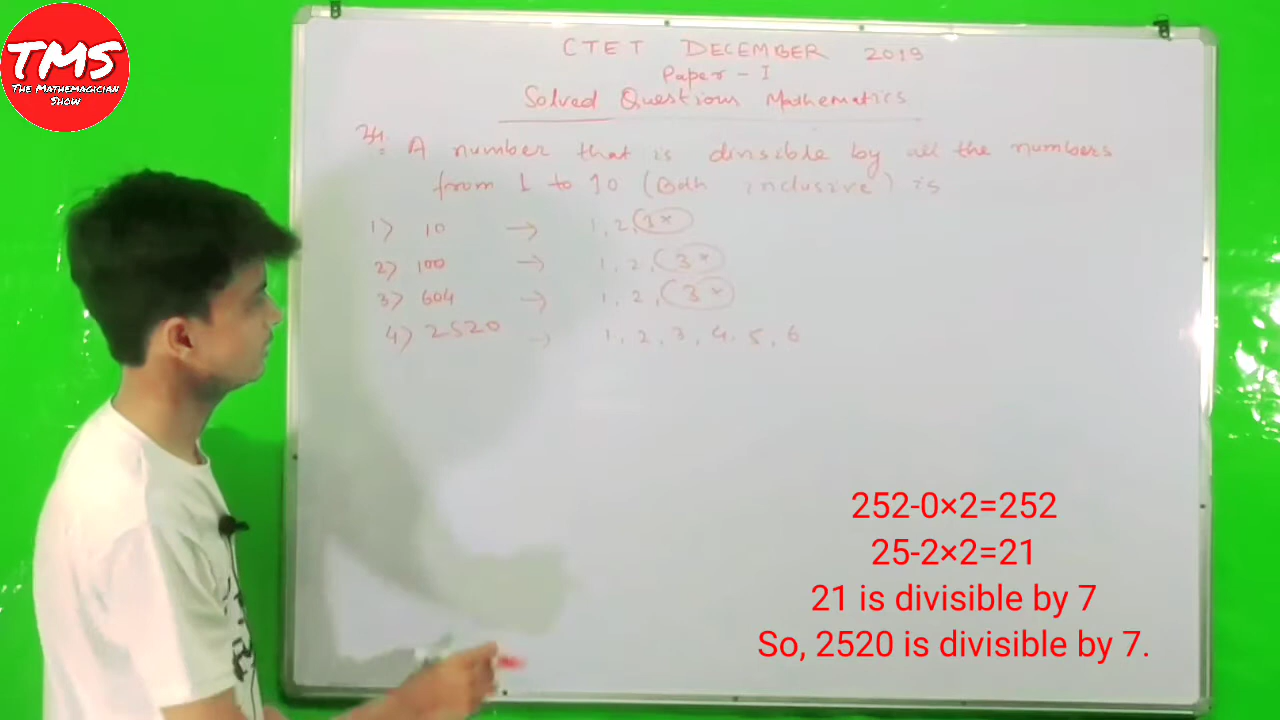 TMS
THE MATHEMAGICIAN
SHOW
CTET DECEMBER 2019
Paper - I
Solved Questions Mathematics
24. A number that is divisible by all the numbers
from 1 to 10 (Both inclusive) is
1) 10 → 1, 2, 3×
2) 100 → 1, 2, 3×
3) 604 → 1, 2, 3×
4) 2520 → 1, 2, 3, 4, 5, 6
252-0×2=252
25-2×2=21
21 is divisible by 7
So, 2520 is divisible by 7.